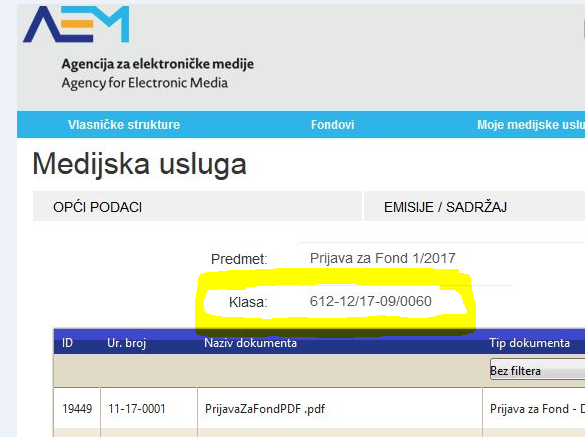 AEM
Agencija za elektroničke medije
Agency for Electronic Media
Vlasničke strukture Fondovi Moje medijske uslu
Medijska usluga
OPĆI PODACI EMISIJE / SADRŽAJ
Predmet: Prijava za Fond 1/2017
Klasa: 612-12/17-09/0060
ID Ur. broj Naziv dokumenta Tip dokumenta
Bez filtera
19449 11-17-0001 PrijavaZaFondPDF .pdf Prijava za Fond - D